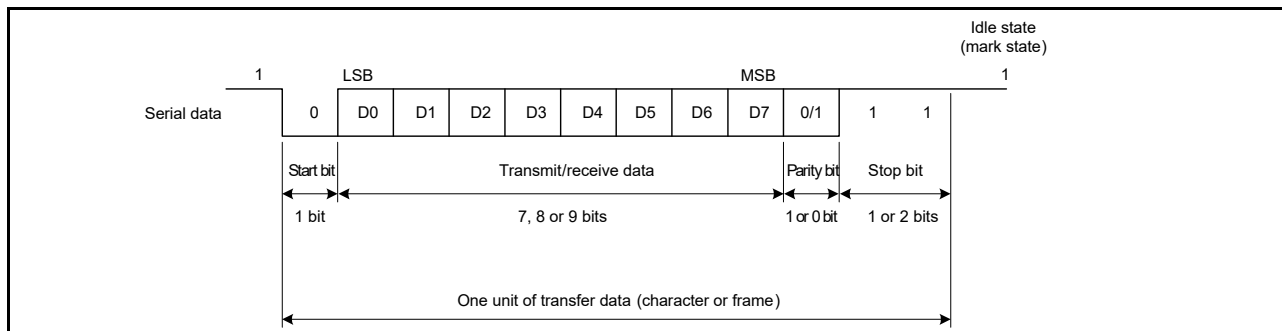 Idle state
(mark state)
1 LSB MSB 1
Serial data 0 D0 D1 D2 D3 D4 D5 D6 D7 0/1 1 1
Start bit Transmit/receive data Parity bit Stop bit
1 bit 7, 8 or 9 bits 1 or 0 bit 1 or 2 bits
One unit of transfer data (character or frame)